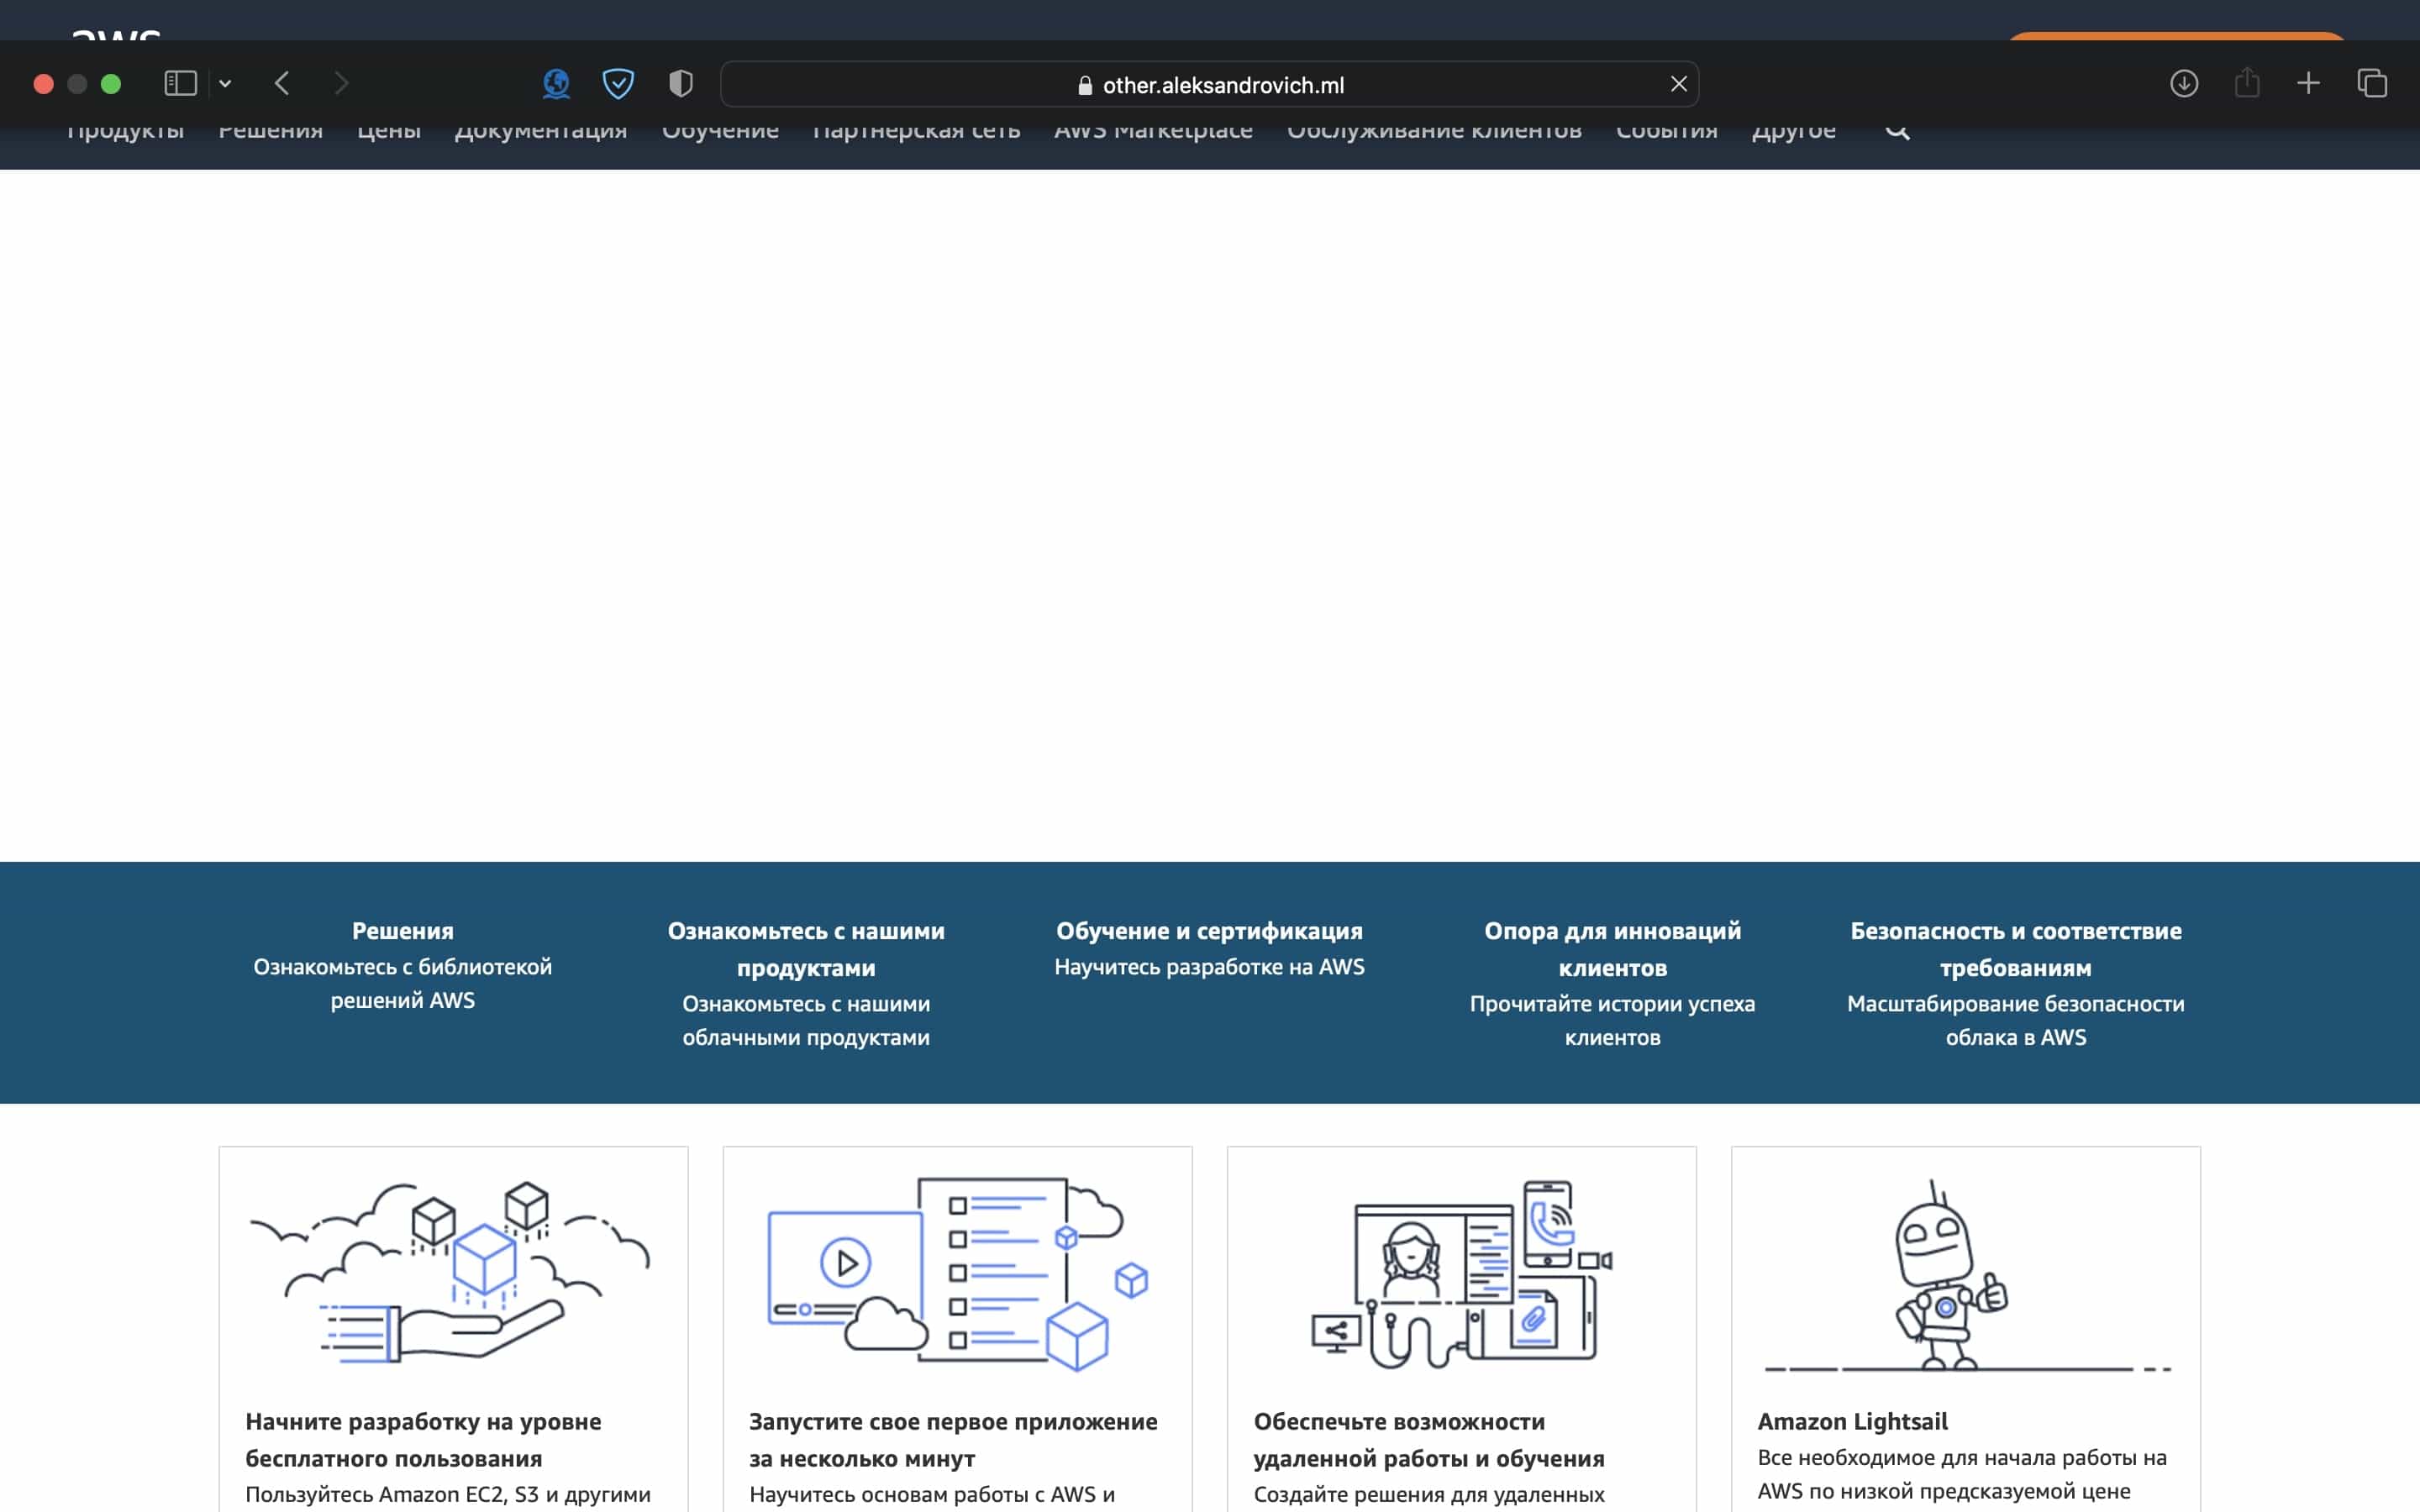 aws
other.aleksandrovich.ml
Продукты Решения Цены Документация Обучение Партнерская сеть AWS Marketplace Обслуживание клиентов События Другое
Решения
Ознакомьтесь с библиотекой
решений AWS
Ознакомьтесь с нашими
продуктами
Ознакомьтесь с нашими
облачными продуктами
Обучение и сертификация
Научитесь разработке на AWS
Опора для инноваций
клиентов
Прочитайте истории успеха
клиентов
Безопасность и соответствие
требованиям
Масштабирование безопасности
облака в AWS
Начните разработку на уровне
бесплатного пользования
Пользуйтесь Amazon EC2, S3 и другими
Запустите свое первое приложение
за несколько минут
Научитесь основам работы с AWS и
Обеспечьте возможности
удаленной работы и обучения
Создайте решения для удаленных
Amazon Lightsail
Все необходимое для начала работы на
AWS по низкой предсказуемой цене